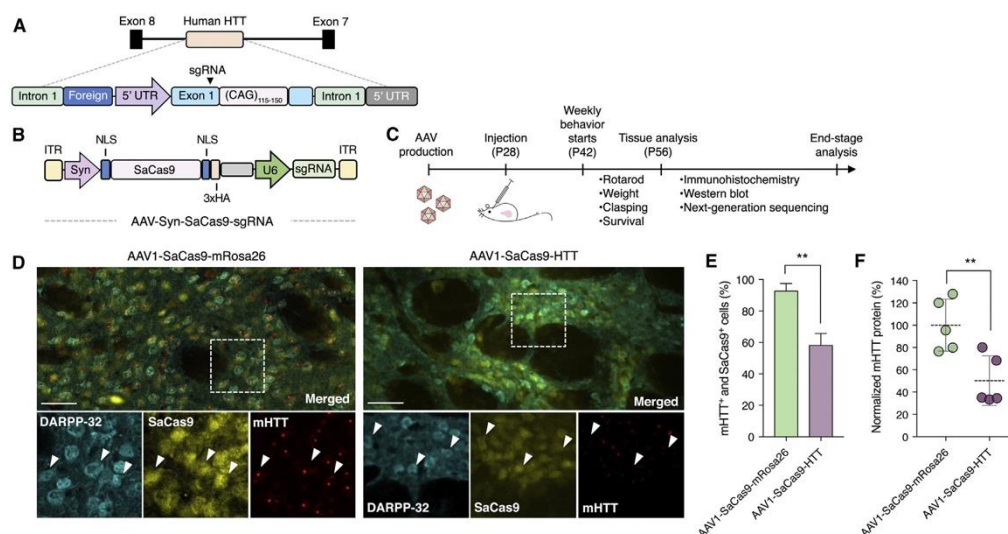 A
Exon 8
Human HTT
Exon 7
sgRNA
Intron 1
Foreign
5' UTR
Exon 1
(CAG)115-150
Intron 1
5' UTR
B
ITR
NLS
NLS
ITR
Syn
SaCas9
U6
sgRNA
3xHA
AAV-Syn-SaCas9-sgRNA
C
AAV
production
Injection
(P28)
Weekly
behavior
starts
(P42)
Tissue analysis
(P56)
End-stage
analysis
•Rotarod
•Weight
•Clasping
•Survival
•Immunohistochemistry
•Western blot
•Next-generation sequencing
D
AAV1-SaCas9-mRosa26
AAV1-SaCas9-HTT
Merged
Merged
DARPP-32
SaCas9
mHTT
DARPP-32
SaCas9
mHTT
E
**
mHTT+ and SaCas9+ cells (%)
120
100
80
60
40
20
0
AAV1-SaCas9-mRosa26
AAV1-SaCas9-HTT
F
**
Normalized mHTT protein (%)
140
120
100
80
60
40
20
0
AAV1-SaCas9-mRosa26
AAV1-SaCas9-HTT